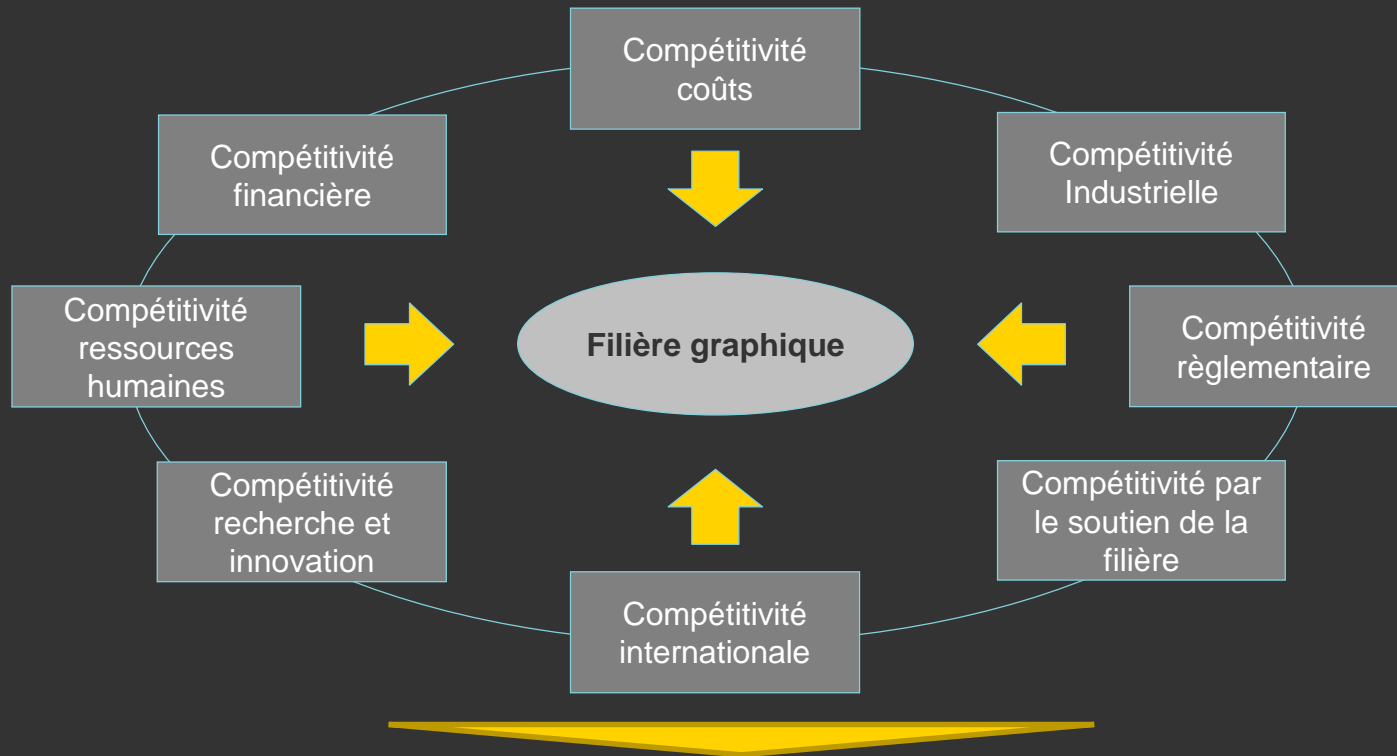 Compétitivité
coûts
Compétitivité
financière
Compétitivité
Industrielle
Compétitivité
ressources
humaines
Filière graphique
Compétitivité
règlementaire
Compétitivité
recherche et
innovation
Compétitivité par
le soutien de la
filière
Compétitivité
internationale